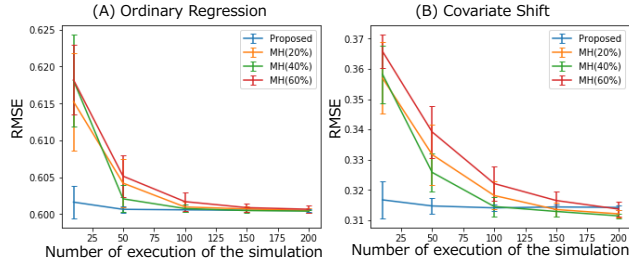 (A) Ordinary Regression
RMSE
0.625
0.620
0.615
0.610
0.605
0.600
Proposed
MH(20%)
MH(40%)
MH(60%)
25 50 75 100 125 150 175 200
Number of execution of the simulation
(B) Covariate Shift
RMSE
0.37
0.36
0.35
0.34
0.33
0.32
0.31
Proposed
MH(20%)
MH(40%)
MH(60%)
25 50 75 100 125 150 175 200
Number of execution of the simulation